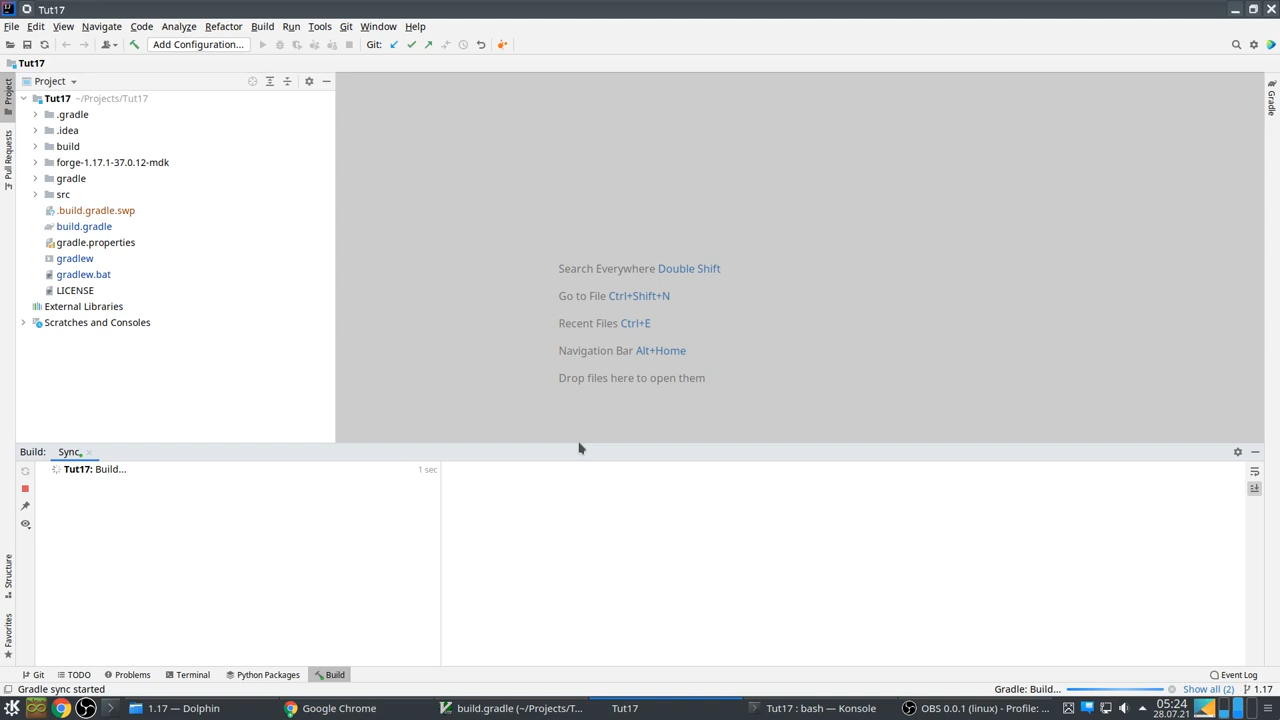 Tut17
File Edit View Navigate Code Analyze Refactor Build Run Tools Git Window Help
Add Configuration... Git:
Tut17
Project
Tut17 ~/Projects/Tut17
.gradle
.idea
build
forge-1.17.1-37.0.12-mdk
gradle
src
.build.gradle.swp
build.gradle
gradle.properties
gradlew
gradlew.bat
LICENSE
External Libraries
Scratches and Consoles
Project
Pull Requests
Structure
Favorites
Gradle
Search Everywhere Double Shift
Go to File Ctrl+Shift+N
Recent Files Ctrl+E
Navigation Bar Alt+Home
Drop files here to open them
Build: Sync
Tut17: Build... 1 sec
Git TODO Problems Terminal Python Packages Build Event Log
Gradle sync started Gradle: Build... Show all (2) 1.17
1.17 — Dolphin Google Chrome build.gradle (~/Projects/T... Tut17 Tut17 : bash — Konsole OBS 0.0.1 (linux) - Profile: ... 05:24
28.07.21